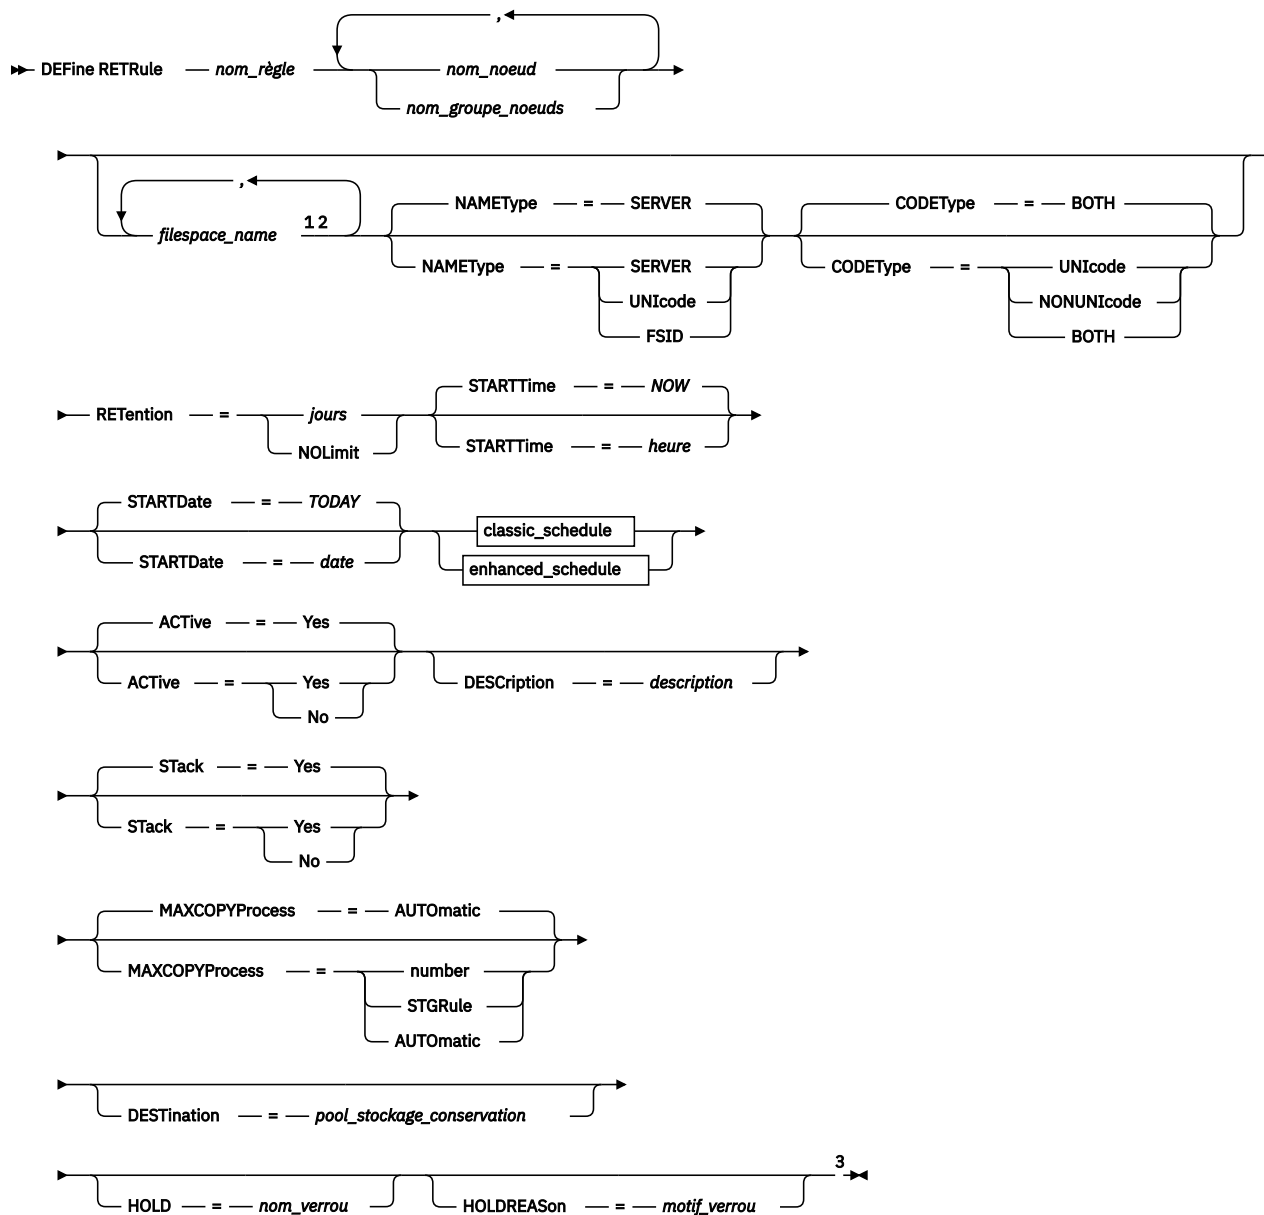 ,
DEFine RETRule nom_règle nom_noeud
nom_groupe_noeuds
,
NAMEType = SERVER CODEType = BOTH
filespace_name 1 2
NAMEType = SERVER CODEType = UNIcode
UNIcode NONUNIcode
FSID BOTH
STARTTime = NOW
RETention = jours
NOLimit STARTTime = heure
STARTDate = TODAY
classic_schedule
STARTDate = date
enhanced_schedule
ACTive = Yes
ACTive = Yes DESCription = description
No
STack = Yes
STack = Yes
No
MAXCOPYProcess = AUTOmatic
MAXCOPYProcess = number
STGRule
AUTOmatic
DESTination = pool_stockage_conservation
3
HOLD = nom_verrou HOLDREASon = motif_verrou